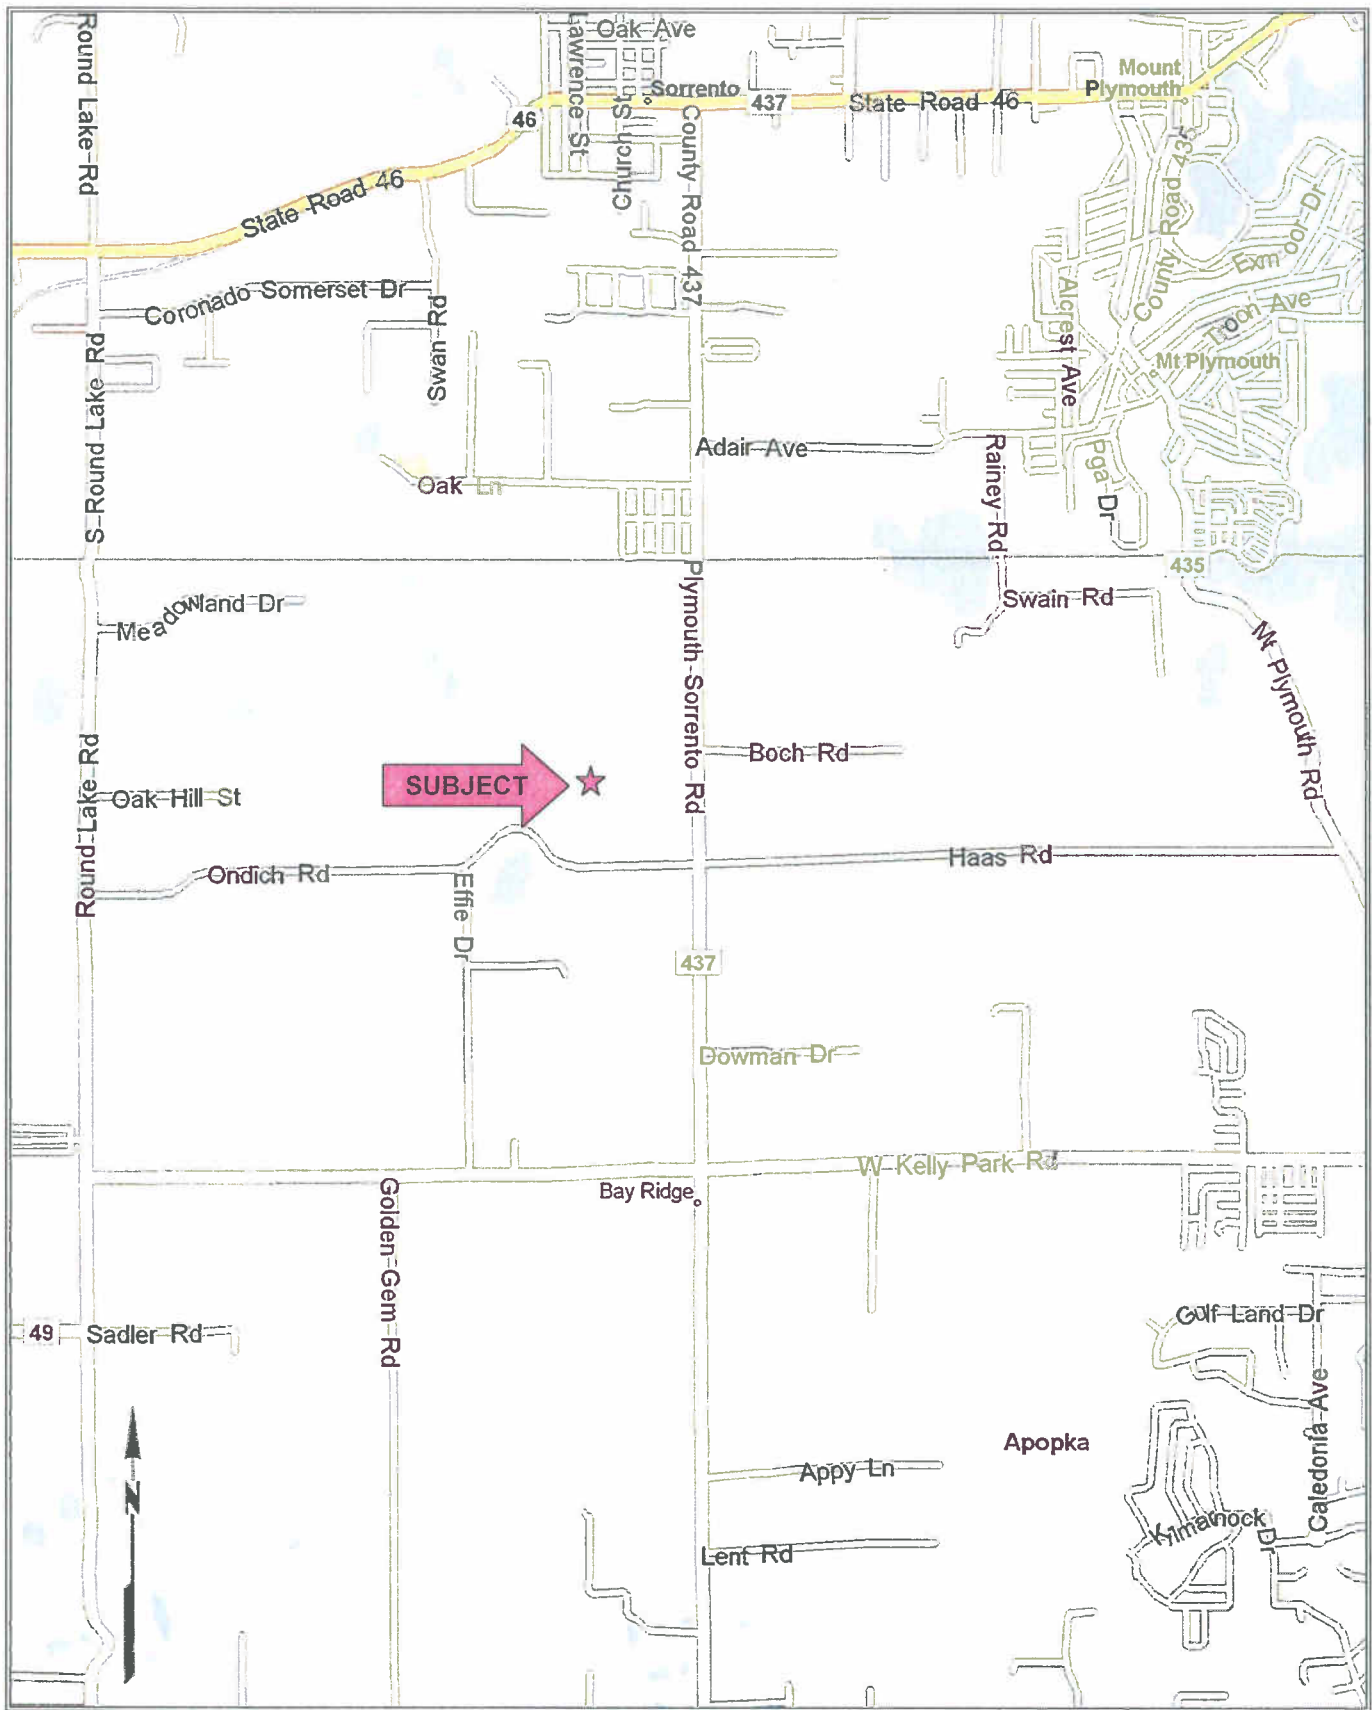 Round Lake Rd
Lawrence St
Oak Ave
Church St
Sorrento
46
437
State Road 46
Mount
Plymouth
State Road 46
County Road 437
County Road 435
Exmoor Dr
Coronado Somerset Dr
Swan Rd
Alcrest Ave
Troon Ave
Mt Plymouth
S Round Lake Rd
Adair Ave
Rainey Rd
Pga Dr
Oak Ln
435
Meadowland Dr
Plymouth Sorrento Rd
Swain Rd
Mt Plymouth Rd
Round Lake Rd
Boch Rd
SUBJECT
Oak Hill St
Ondich Rd
Effie Dr
Haas Rd
437
Dowman Dr
W Kelly Park Rd
Bay Ridge
Golden Gem Rd
49
Sadler Rd
Golf Land Dr
Caledonia Ave
Apopka
Appy Ln
N
Kilmarnock Dr
Lent Rd